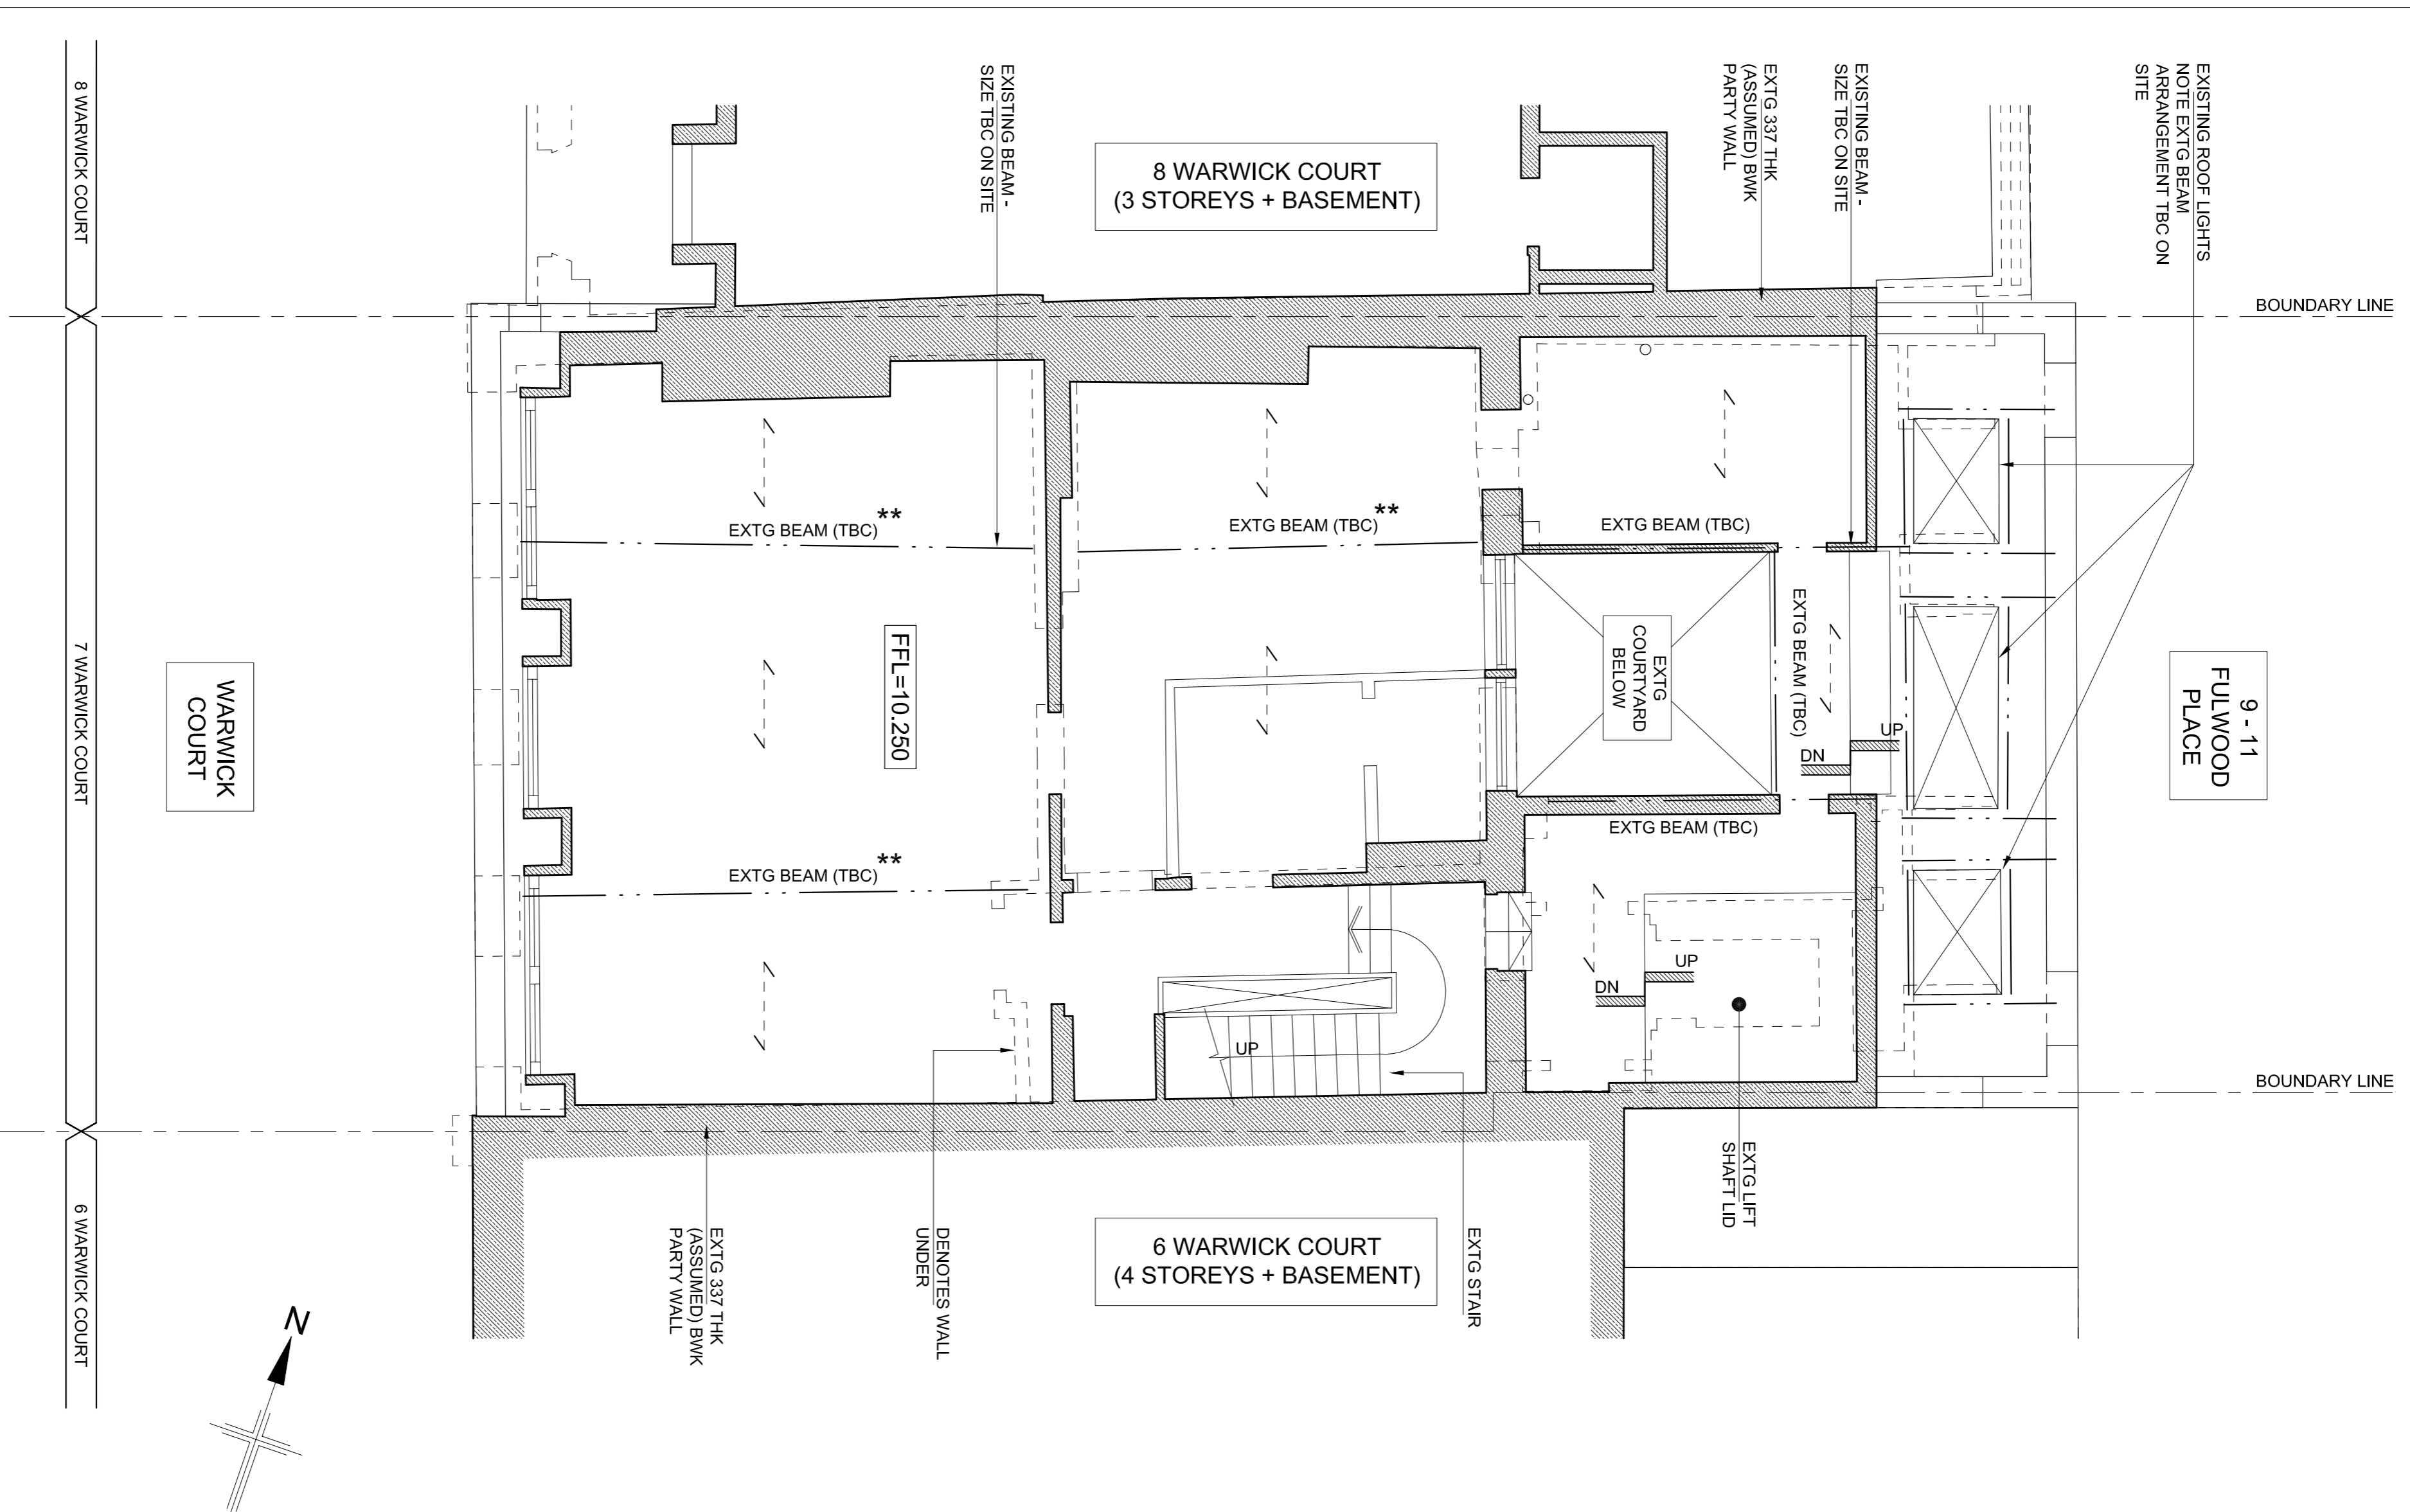 EXISTING ROOF LIGHTS
NOTE EXTG BEAM
ARRANGEMENT TBC ON
SITE
EXISTING BEAM -
SIZE TBC ON SITE
EXTG 337 THK
(ASSUMED) BWK
PARTY WALL
EXISTING BEAM -
SIZE TBC ON SITE
8 WARWICK COURT
8 WARWICK COURT
(3 STOREYS + BASEMENT)
BOUNDARY LINE
EXTG BEAM (TBC)
**
EXTG BEAM (TBC)
**
EXTG BEAM (TBC)
EXTG BEAM (TBC)
EXTG
COURTYARD
BELOW
FFL=10.250
7 WARWICK COURT
WARWICK
COURT
9 - 11
FULWOOD
PLACE
UP
DN
EXTG BEAM (TBC)
EXTG BEAM (TBC)
**
UP
DN
UP
BOUNDARY LINE
EXTG LIFT
SHAFT LID
EXTG STAIR
DENOTES WALL
UNDER
EXTG 337 THK
(ASSUMED) BWK
PARTY WALL
6 WARWICK COURT
(4 STOREYS + BASEMENT)
6 WARWICK COURT
N